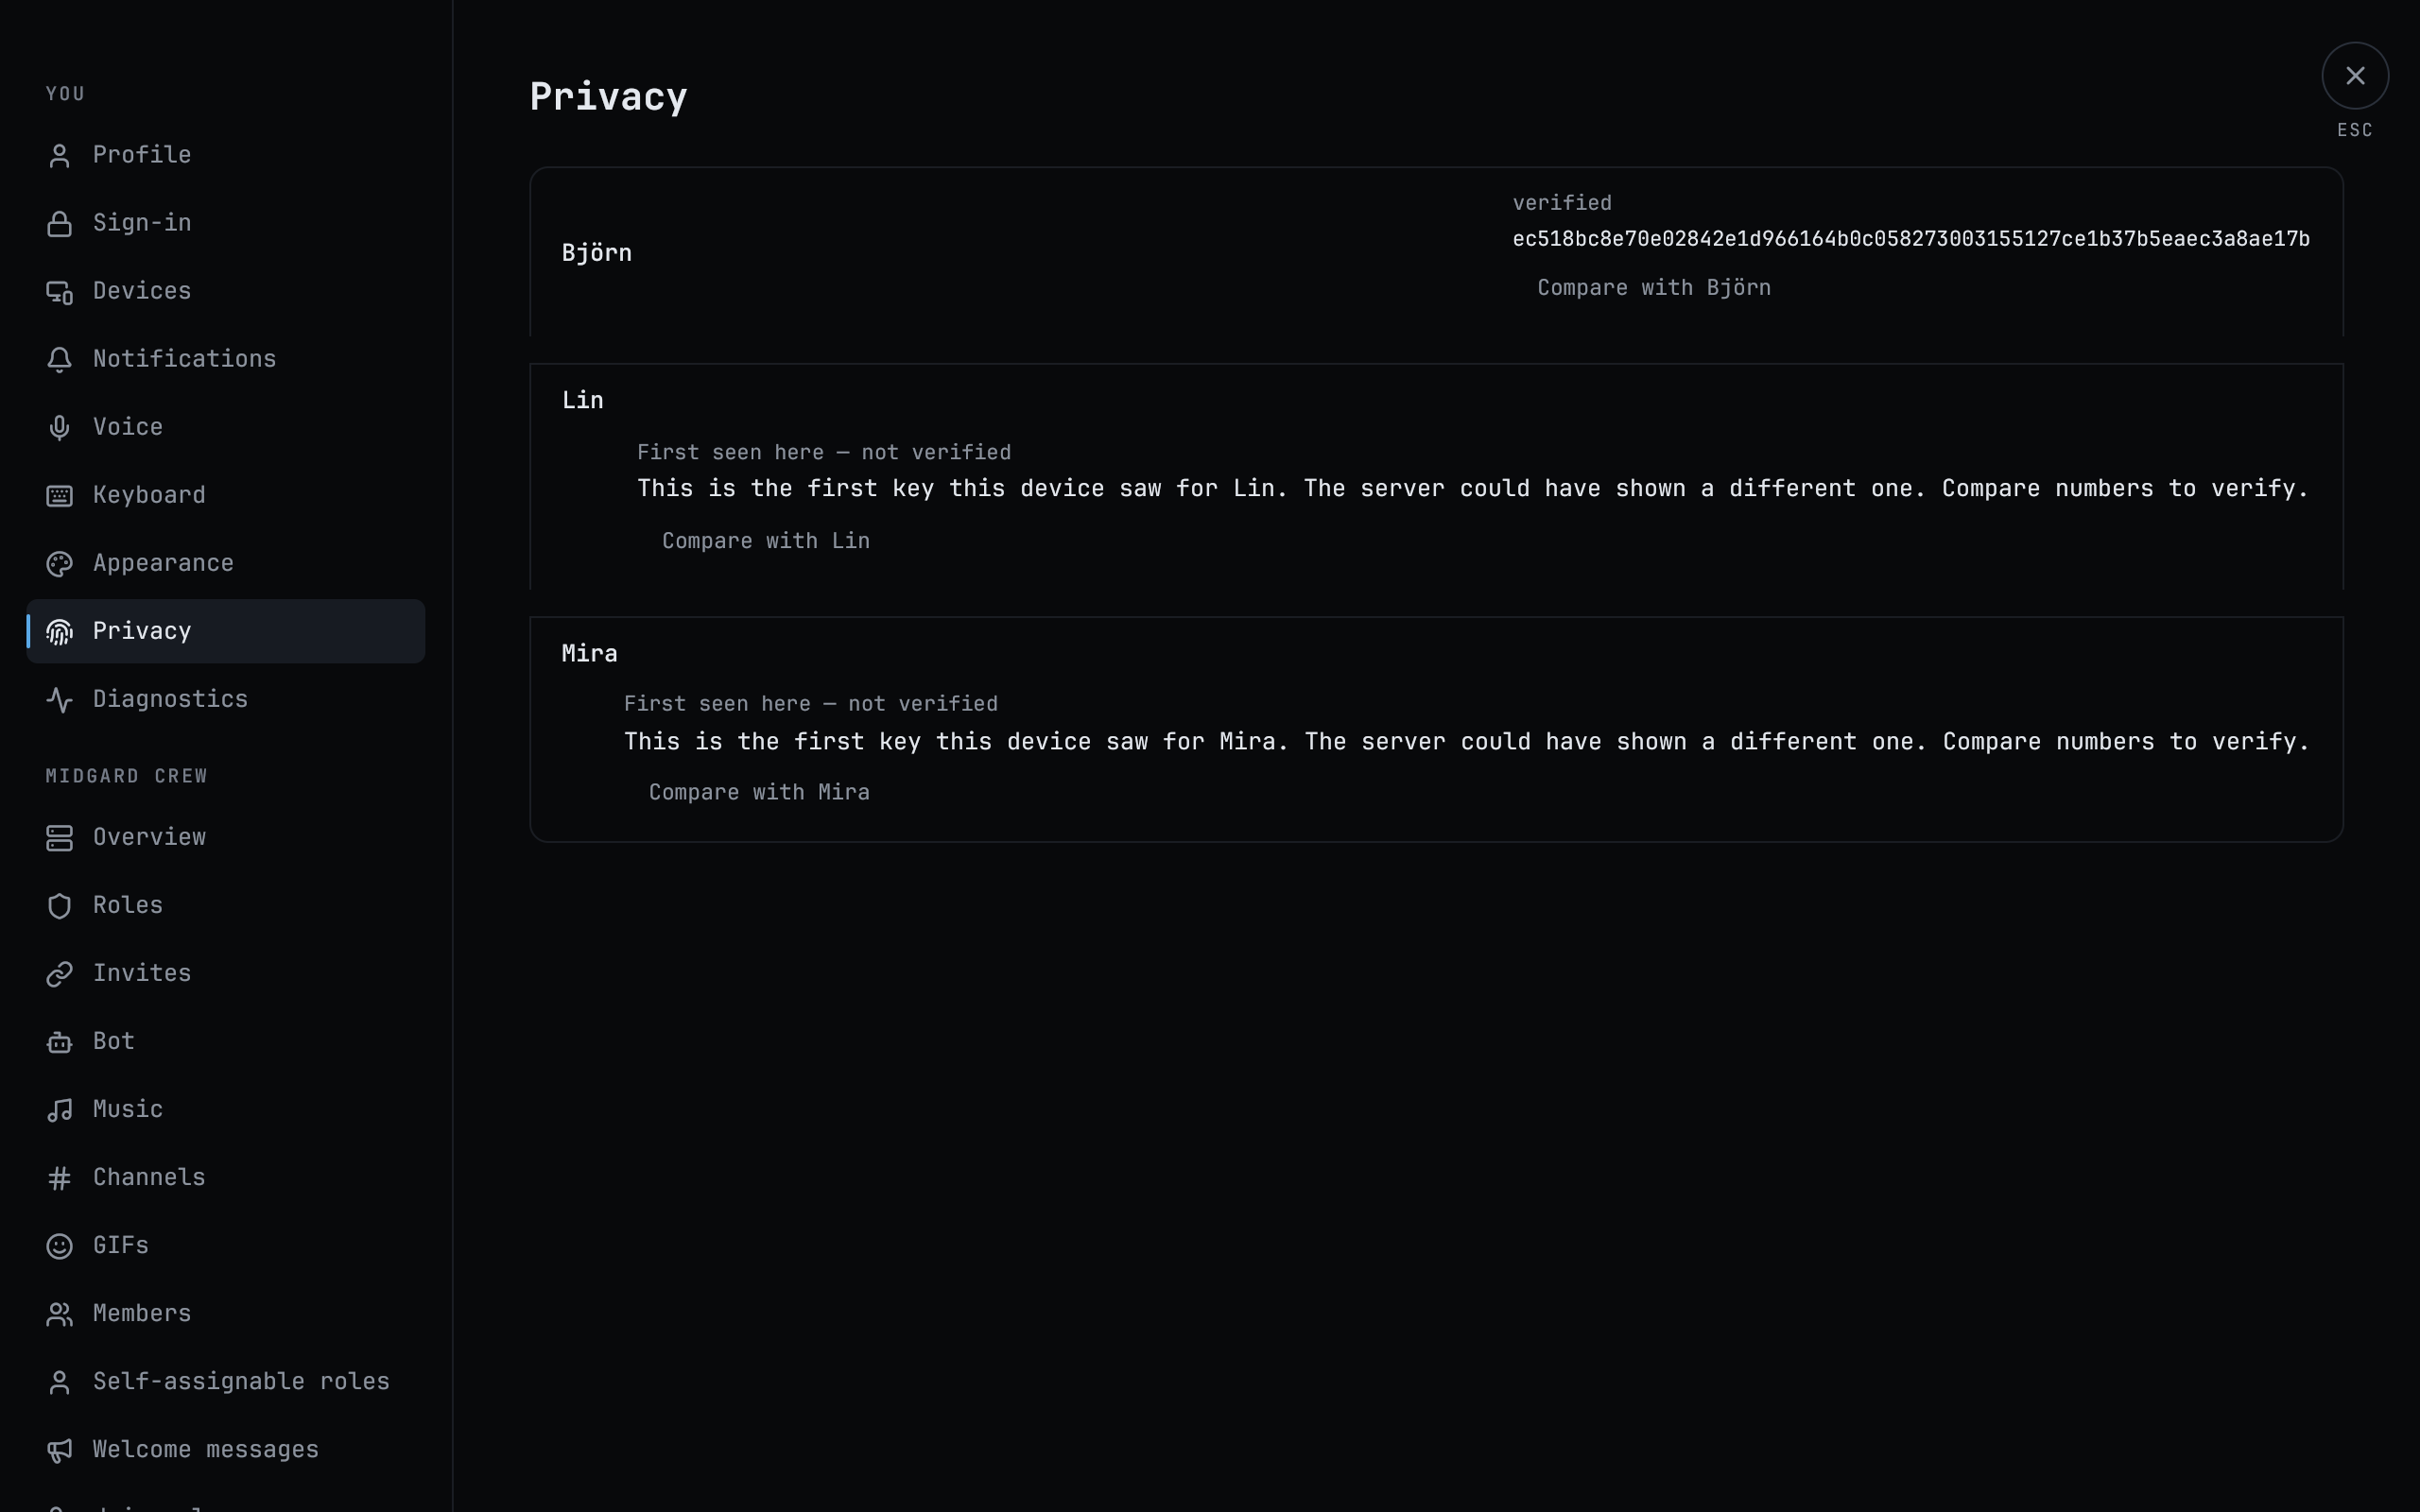 YOU
Profile
Sign-in
Devices
Notifications
Voice
Keyboard
Appearance
Privacy
Diagnostics
MIDGARD CREW
Overview
Roles
Invites
Bot
Music
Channels
GIFs
Members
Self-assignable roles
Welcome messages
Privacy
ESC
Björn
verified
ec518bc8e70e02842e1d966164b0c058273003155127ce1b37b5eaec3a8ae17b
Compare with Björn
Lin
First seen here — not verified
This is the first key this device saw for Lin. The server could have shown a different one. Compare numbers to verify.
Compare with Lin
Mira
First seen here — not verified
This is the first key this device saw for Mira. The server could have shown a different one. Compare numbers to verify.
Compare with Mira